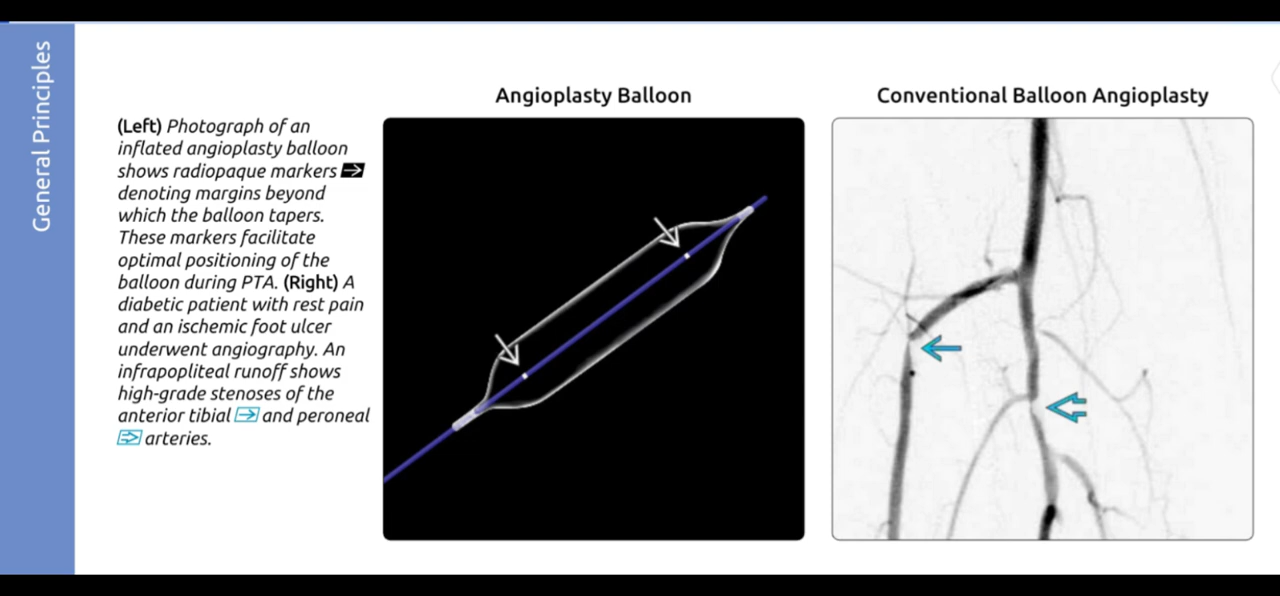 General Principles
(Left) Photograph of an
inflated angioplasty balloon
shows radiopaque markers
denoting margins beyond
which the balloon tapers.
These markers facilitate
optimal positioning of the
balloon during PTA. (Right) A
diabetic patient with rest pain
and an ischemic foot ulcer
underwent angiography. An
infrapopliteal runoff shows
high-grade stenoses of the
anterior tibial and peroneal
arteries.
Angioplasty Balloon
Conventional Balloon Angioplasty